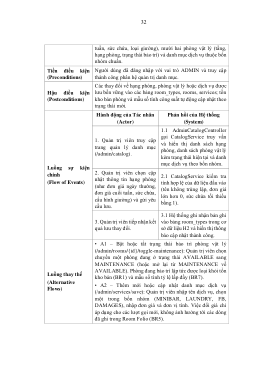 32
tuần, sức chứa, loại giường), mười hai phòng vật lý (tầng, hạng phòng, trạng thái bảo trì) và danh mục dịch vụ thuộc bốn nhóm chuẩn.
Tiền điều kiện (Preconditions)
Người dùng đã đăng nhập với vai trò ADMIN và truy cập thành công phân hệ quản trị danh mục.
Hậu điều kiện (Postconditions)
Các thay đổi về hạng phòng, phòng vật lý hoặc dịch vụ được lưu bền vững vào các bảng room_types, rooms, services; tồn kho bán phòng và mẫu số tính công suất tự động cập nhật theo trạng thái mới.
Luồng sự kiện chính
(Flow of Events)
Hành động của Tác nhân (Actor)
Phản hồi của Hệ thống (System)
1. Quản trị viên truy cập trang quản lý danh mục (/admin/catalog).
1.1 AdminCatalogController gọi CatalogService truy vấn và hiển thị danh sách hạng phòng, danh sách phòng vật lý kèm trạng thái hiện tại và danh mục dịch vụ theo bốn nhóm.
2. Quản trị viên chọn cập nhật thông tin hạng phòng (như đơn giá ngày thường, đơn giá cuối tuần, sức chứa, cấu hình giường) và gửi yêu cầu lưu.
2.1 CatalogService kiểm tra tính hợp lệ của dữ liệu đầu vào (tên không trùng lặp, đơn giá lớn hơn 0, sức chứa tối thiểu bằng 1).
3. Quản trị viên tiếp nhận kết quả lưu thay đổi.
3.1 Hệ thống ghi nhận bản ghi vào bảng room_types trong cơ sở dữ liệu H2 và hiển thị thông báo cập nhật thành công.
Luồng thay thế
(Alternative Flows)
• A1 – Bật hoặc tắt trạng thái bảo trì phòng vật lý (/admin/rooms/{id}/toggle-maintenance): Quản trị viên chọn chuyển một phòng đang ở trạng thái AVAILABLE sang MAINTENANCE (hoặc mở lại từ MAINTENANCE về AVAILABLE). Phòng đang bảo trì lập tức được loại khỏi tồn kho bán (BR1) và mẫu số tính tỷ lệ lấp đầy (BR7).
• A2 – Thêm mới hoặc cập nhật danh mục dịch vụ (/admin/services/save): Quản trị viên nhập tên dịch vụ, chọn một trong bốn nhóm (MINIBAR, LAUNDRY, FB, DAMAGES), nhập đơn giá và đơn vị tính. Việc đổi giá chỉ áp dụng cho các lượt gọi mới, không ảnh hưởng tới các dòng đã ghi trong Room Folio (BR5).